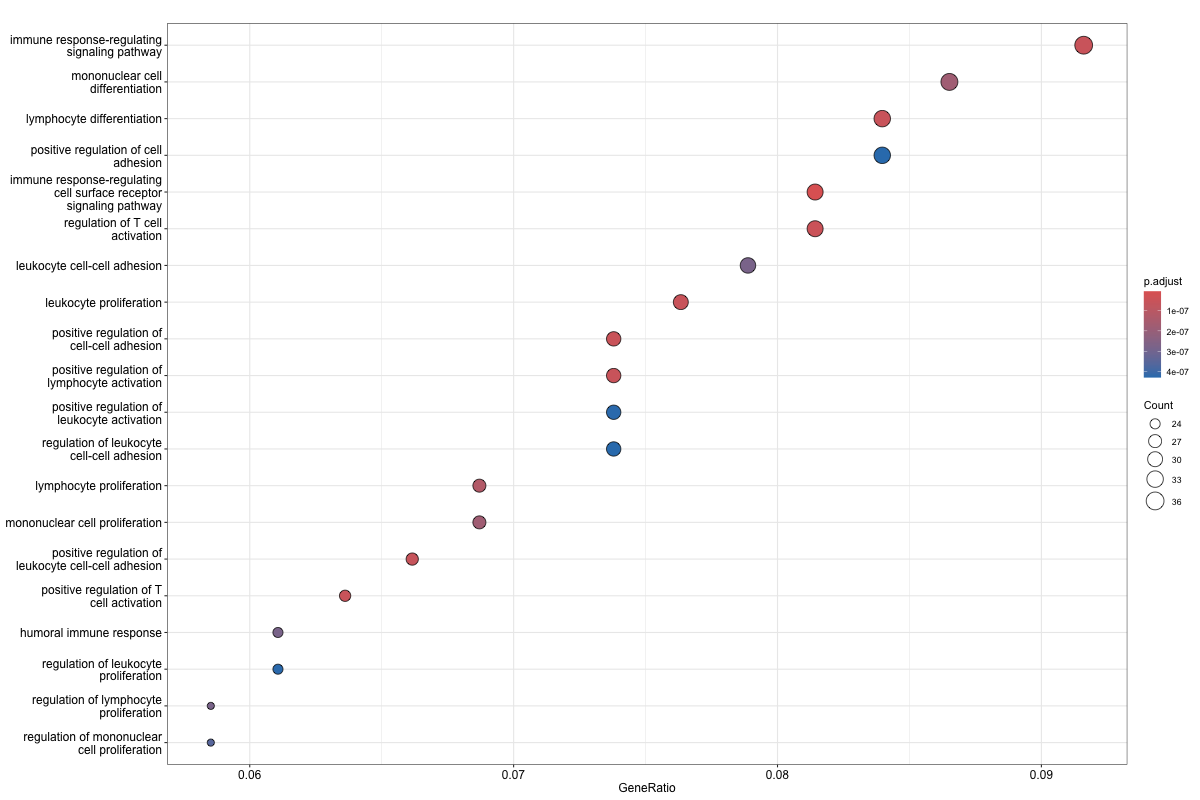 immune response-regulating
signaling pathway
mononuclear cell
differentiation
lymphocyte differentiation
positive regulation of cell
adhesion
immune response-regulating
cell surface receptor
signaling pathway
regulation of T cell
activation
leukocyte cell-cell adhesion
leukocyte proliferation
positive regulation of
cell-cell adhesion
positive regulation of
lymphocyte activation
positive regulation of
leukocyte activation
regulation of leukocyte
cell-cell adhesion
lymphocyte proliferation
mononuclear cell proliferation
positive regulation of
leukocyte cell-cell adhesion
positive regulation of T
cell activation
humoral immune response
regulation of leukocyte
proliferation
regulation of lymphocyte
proliferation
regulation of mononuclear
cell proliferation
0.06 0.07 0.08 0.09
GeneRatio
p.adjust
1e-07
2e-07
3e-07
4e-07
Count
24
27
30
33
36